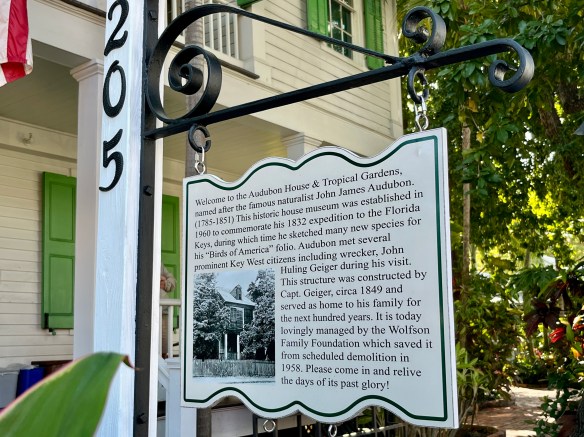 205
Welcome to the Audubon House & Tropical Gardens,
named after the famous naturalist John James Audubon.
(1785-1851) This historic house museum was established in
1960 to commemorate his 1832 expedition to the Florida
Keys, during which time he sketched many new species for
his "Birds of America" folio. Audubon met several
prominent Key West citizens including wrecker, John
Huling Geiger during his visit.
This structure was constructed by
Capt. Geiger, circa 1849 and
served as home to his family for
the next hundred years. It is today
lovingly managed by the Wolfson
Family Foundation which saved it
from scheduled demolition in
1958. Please come in and relive
the days of its past glory!